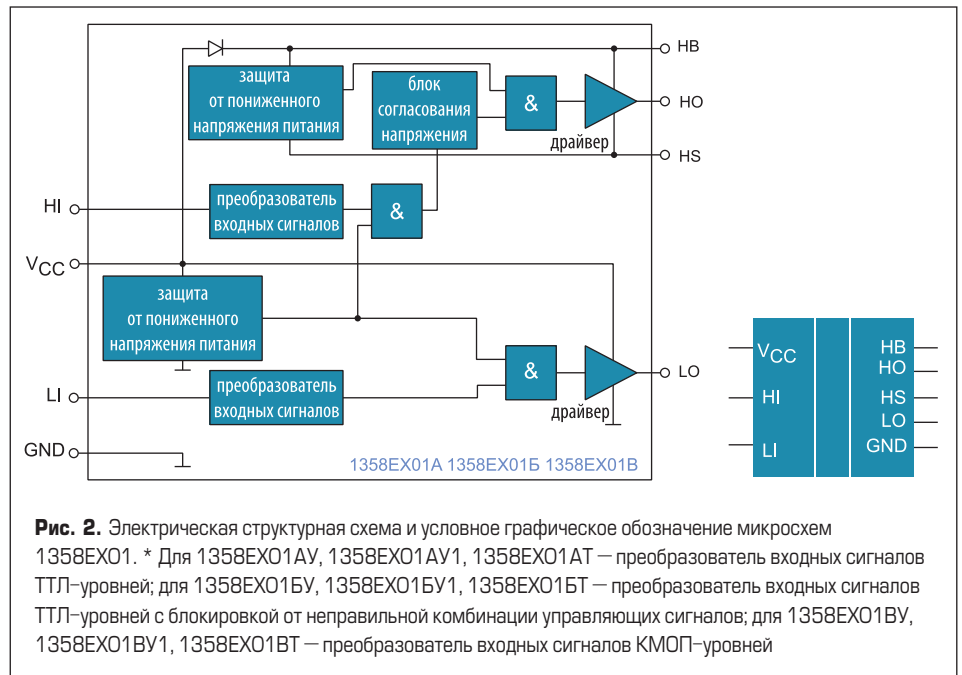 HB
защита
от пониженного
напряжения питания
блок
согласования
напряжения
&
HO
драйвер
HS
HI
преобразователь
входных сигналов
&
VCC
защита
от пониженного
напряжения питания
&
LO
LI
преобразователь
входных сигналов
драйвер
GND
1358EX01А 1358EX01Б 1358EX01В
VCC
HI
LI
HB
HO
HS
LO
GND
Рис. 2. Электрическая структурная схема и условное графическое обозначение микросхем
1358ЕХ01. * Для 1358ЕХ01АУ, 1358ЕХ01АУ1, 1358ЕХ01АТ — преобразователь входных сигналов
ТТЛ-уровней; для 1358ЕХ01БУ, 1358ЕХ01БУ1, 1358ЕХ01БТ — преобразователь входных сигналов
ТТЛ-уровней с блокировкой от неправильной комбинации управляющих сигналов; для 1358ЕХ01ВУ,
1358ЕХ01ВУ1, 1358ЕХ01ВТ — преобразователь входных сигналов КМОП-уровней